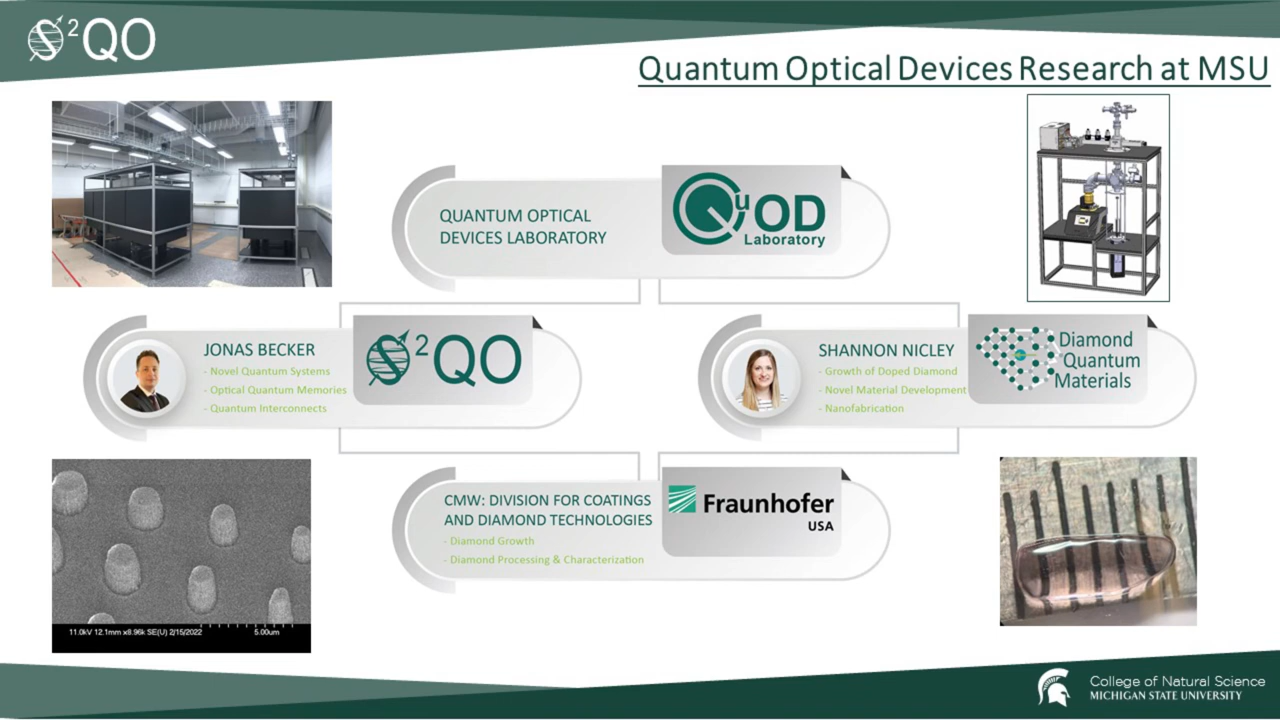 S²QO
Quantum Optical Devices Research at MSU
QUANTUM OPTICAL
DEVICES LABORATORY
QuOD
Laboratory
JONAS BECKER
- Novel Quantum Systems
- Optical Quantum Memories
- Quantum Interconnects
S²QO
SHANNON NICLEY
- Growth of Doped Diamond
- Novel Material Development
- Nanofabrication
Diamond
Quantum
Materials
CMW: DIVISION FOR COATINGS
AND DIAMOND TECHNOLOGIES
- Diamond Growth
- Diamond Processing & Characterization
Fraunhofer
USA
11.0kV 12.1mm x8.96k SE(U) 2/15/2022 5.00um
College of Natural Science
MICHIGAN STATE UNIVERSITY